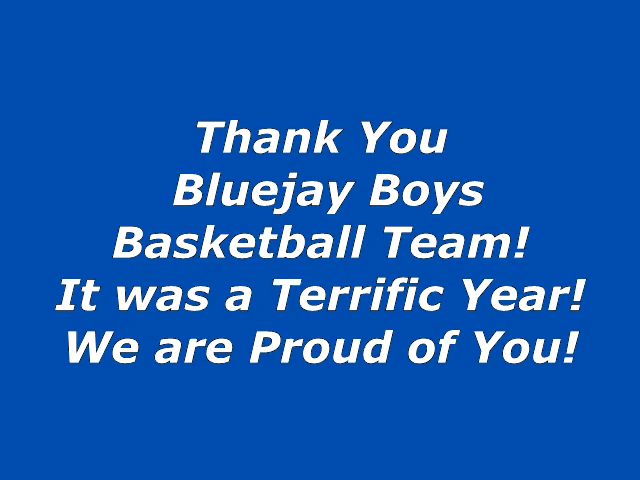 Thank You
Bluejay Boys
Basketball Team!
It was a Terrific Year!
We are Proud of You!